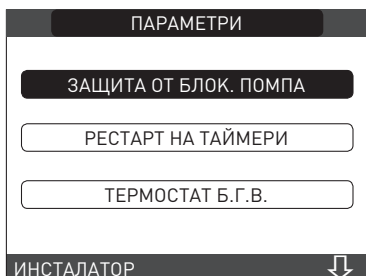 ПАРАМЕТРИ
ЗАЩИТА ОТ БЛОК. ПОМПА
РЕСТАРТ НА ТАЙМЕРИ
ТЕРМОСТАТ Б.Г.В.
ИНСТАЛАТОР